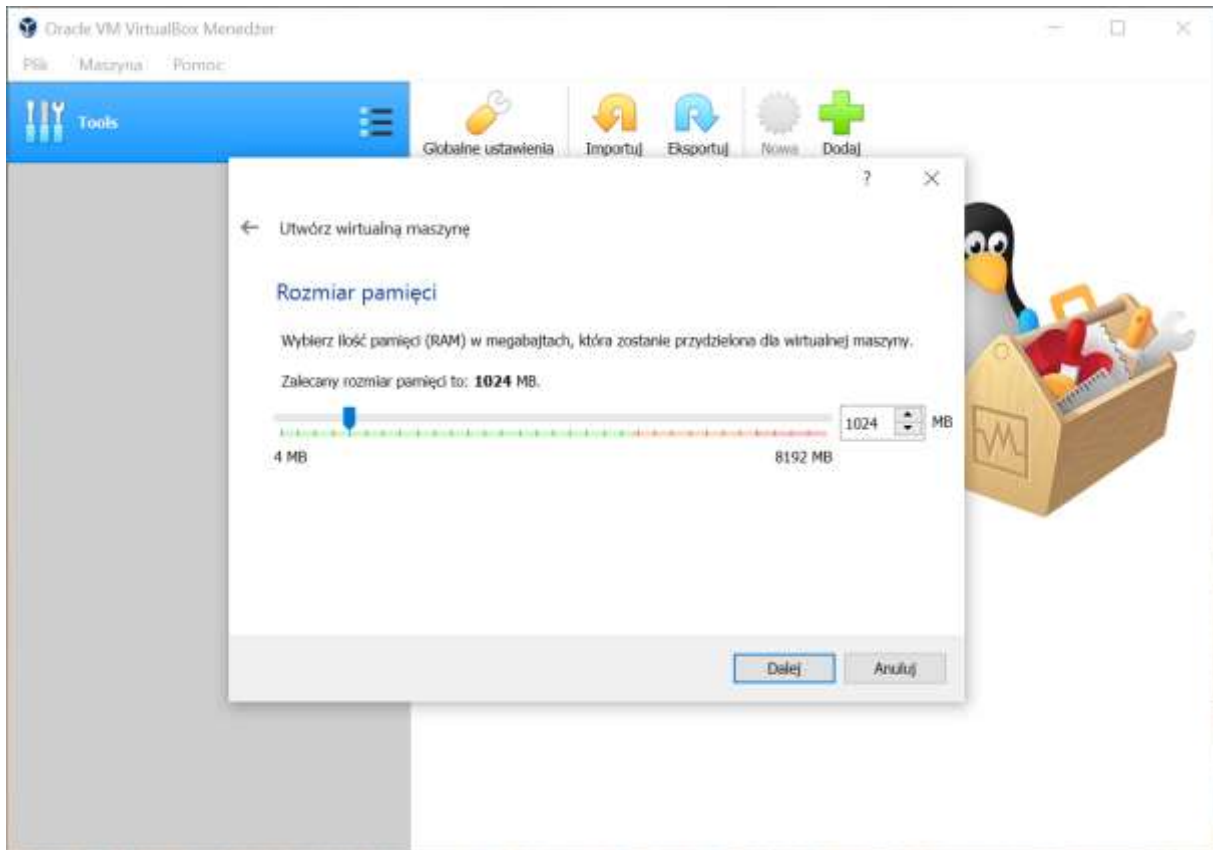 Oracle VM VirtualBox Menedżer
Plik Maszyna Pomoc
Tools
Globalne ustawienia Importuj Eksportuj Nowa Dodaj
?
Utwórz wirtualną maszynę
Rozmiar pamięci
Wybierz ilość pamięci (RAM) w megabajtach, która zostanie przydzielona dla wirtualnej maszyny.
Zalecany rozmiar pamięci to: 1024 MB.
1024 MB
4 MB 8192 MB
Dalej Anuluj